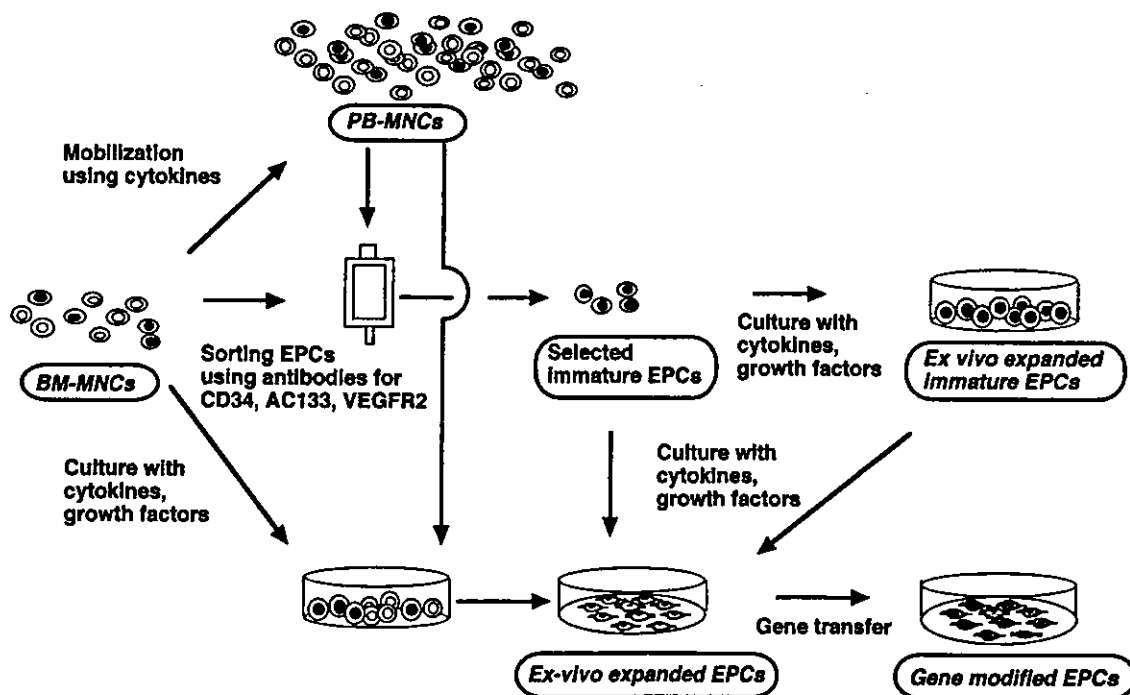 PB-MNCs
Mobilization
using cytokines
BM-MNCs
Sorting EPCs
using antibodies for
CD34, AC133, VEGFR2
Selected
immature EPCs
Culture with
cytokines,
growth factors
Ex vivo expanded
immature EPCs
Culture with
cytokines,
growth factors
Culture with
cytokines,
growth factors
Ex-vivo expanded EPCs
Gene transfer
Gene modified EPCs